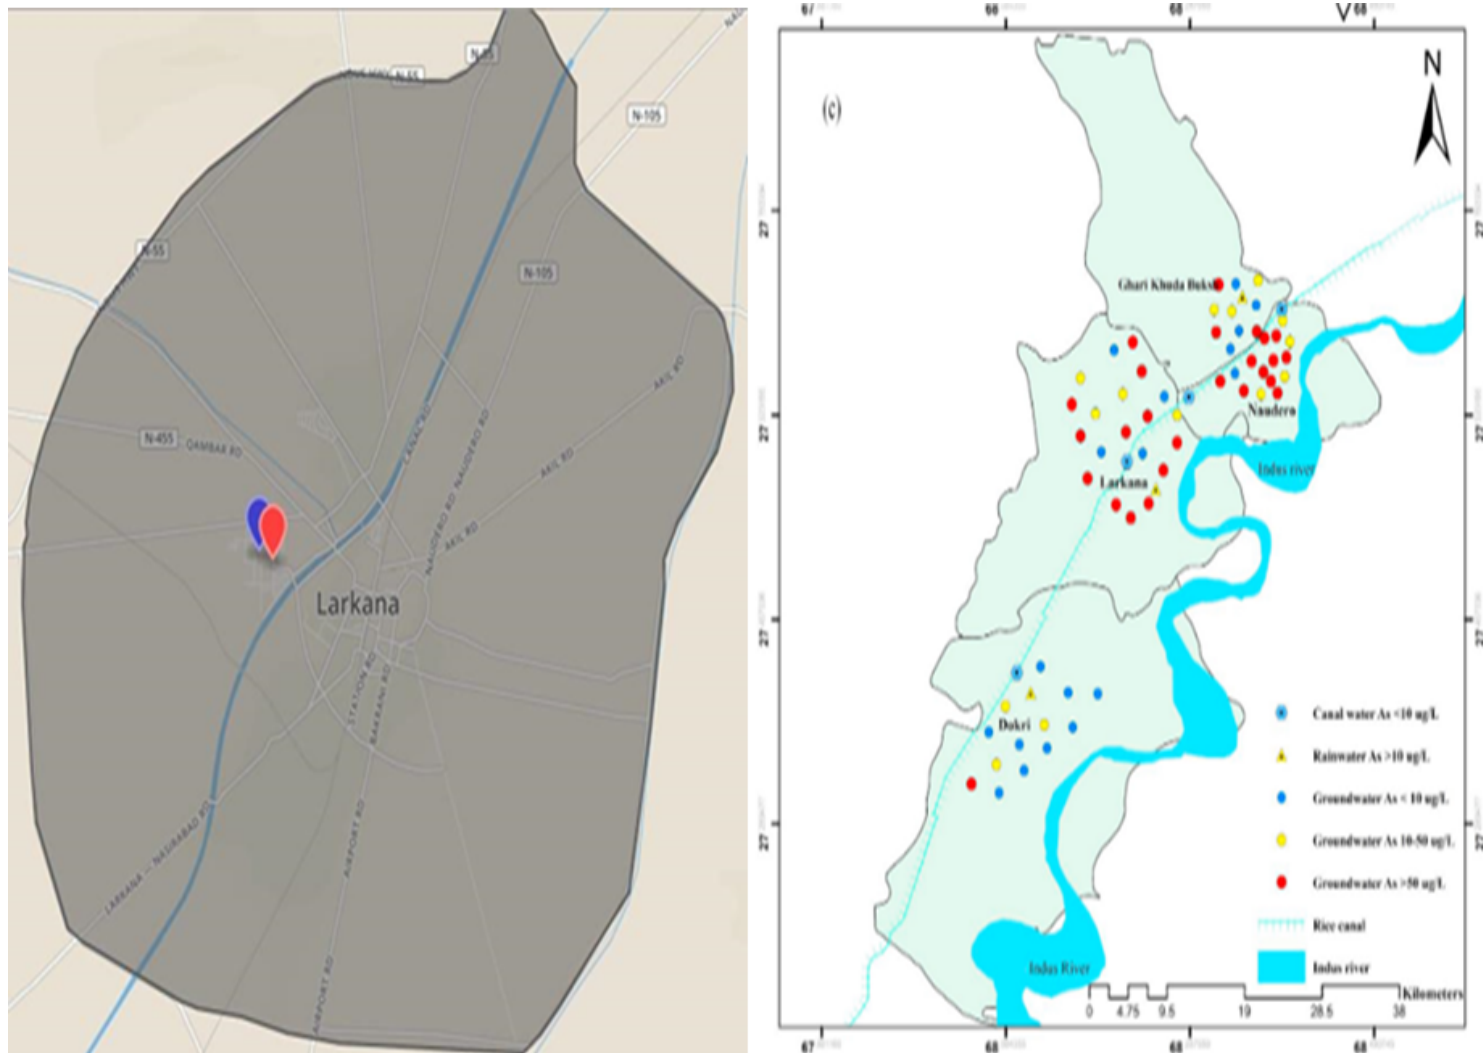 N-55
N-55
N-105
N-105
N-55
N-455
QAMBAR RD
CANAL RD
NAUDERO RD
NAUDERO RD
AKIL RD
AKIL RD
AKIL RD
Larkana
STATION RD
BAKRANI RD
AIRPORT RD
AIRPORT RD
LARKANA — NASIRABAD RD
67
68
68
68
(c)
N
27
27
27
27
27
27
27
27
Ghari Khuda Buksh
Naudero
Indus river
Larkana
Dokri
Indus River
Canal water As <10 ug/L
Rainwater As >10 ug/L
Groundwater As < 10 ug/L
Groundwater As 10-50 ug/L
Groundwater As >50 ug/L
Rice canal
Indus river
Kilometers
0 4.75 9.5 19 28.5 38
67
68
68
68